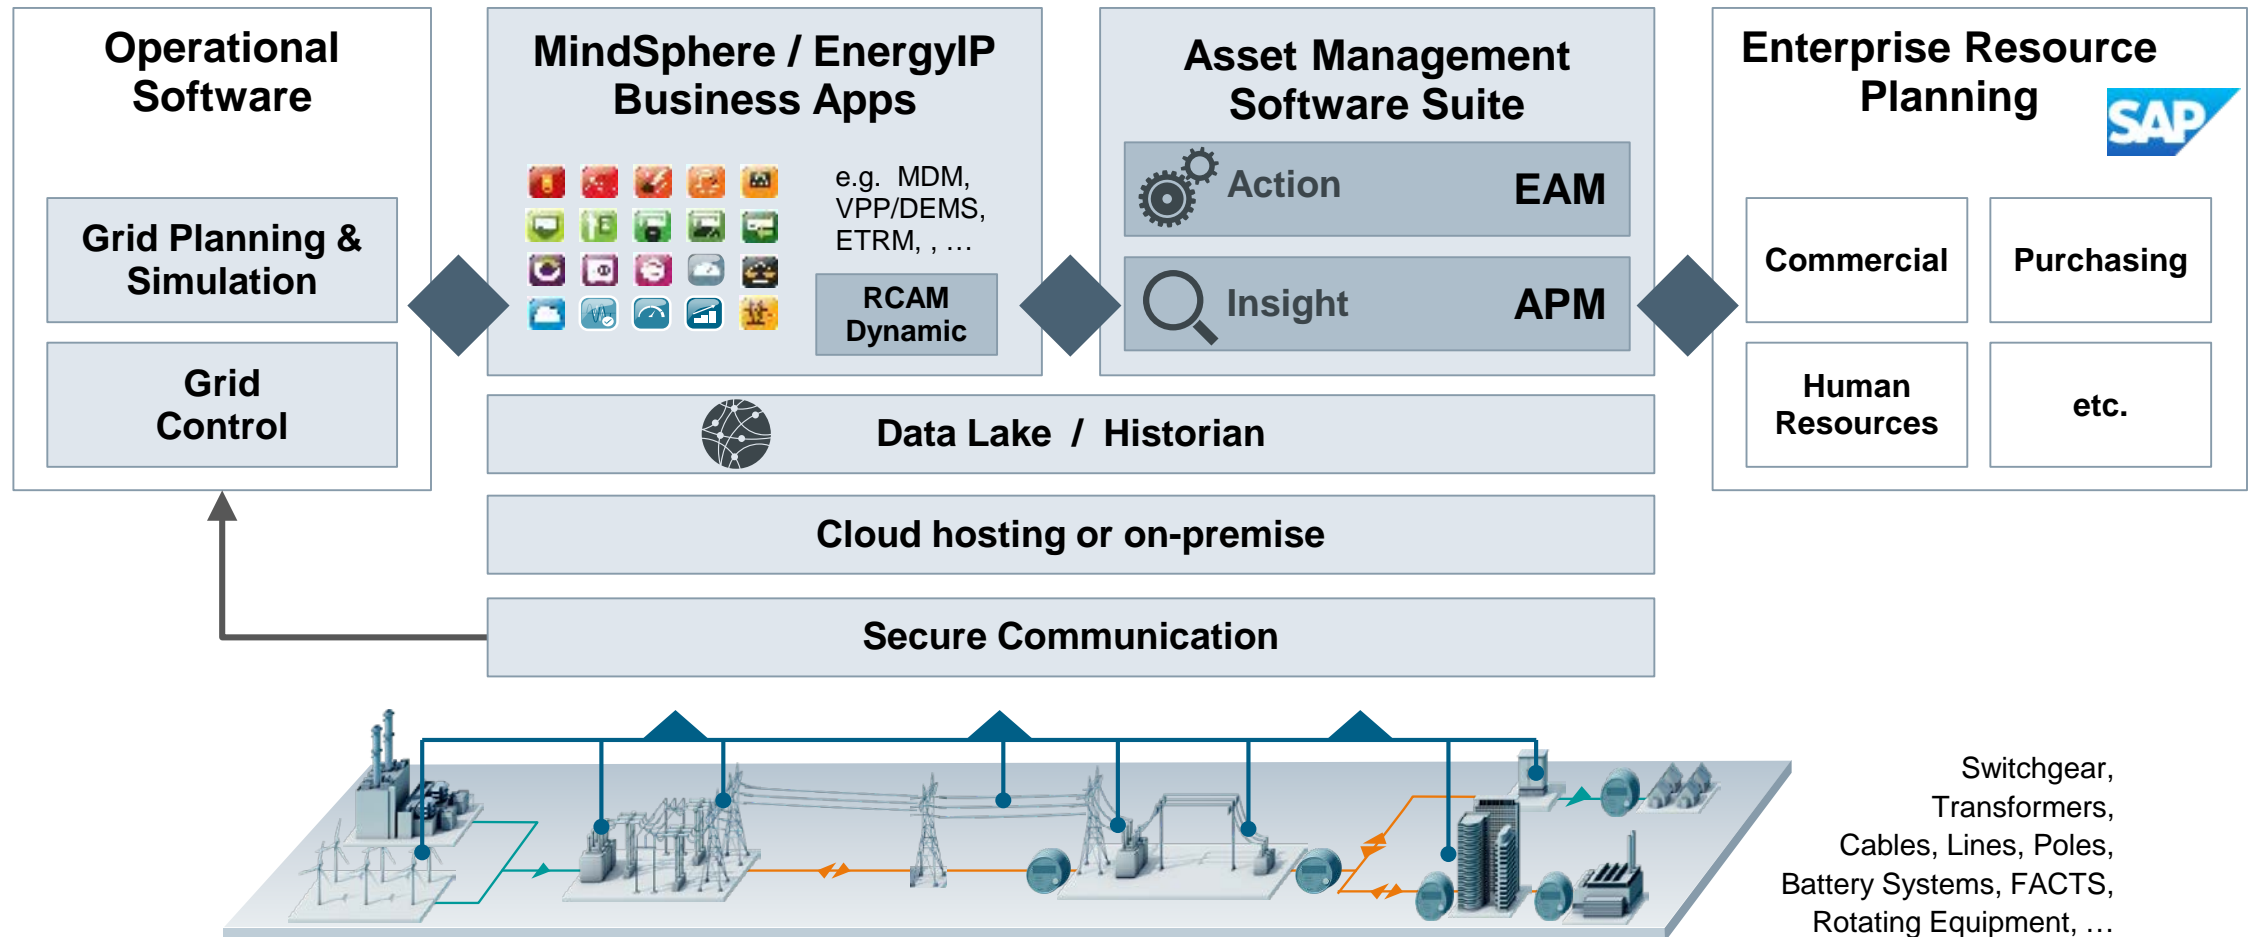 Operational
Software
Grid Planning &
Simulation
Grid
Control
MindSphere / EnergyIP
Business Apps
e.g. MDM,
VPP/DEMS,
ETRM, , …
RCAM
Dynamic
Asset Management
Software Suite
Action EAM
Insight APM
Enterprise Resource
Planning
SAP
Commercial
Purchasing
Human
Resources
etc.
Data Lake / Historian
Cloud hosting or on-premise
Secure Communication
Switchgear,
Transformers,
Cables, Lines, Poles,
Battery Systems, FACTS,
Rotating Equipment, …